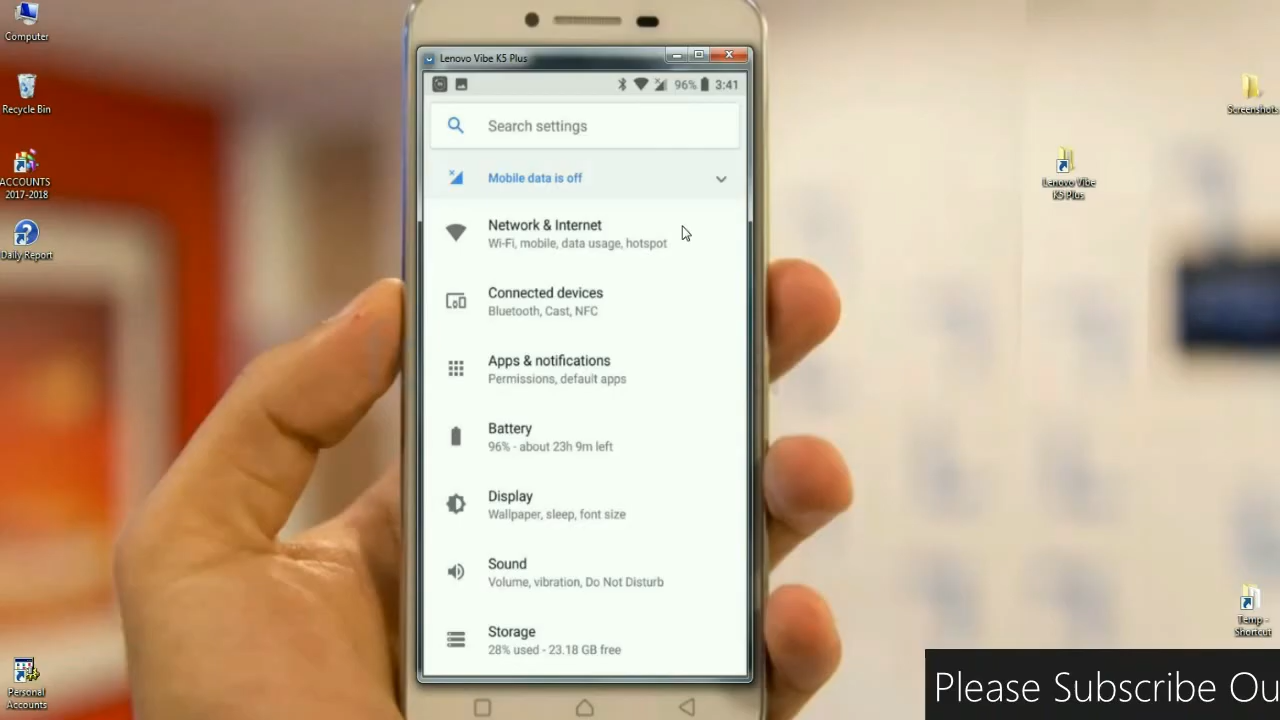 Computer
Recycle Bin
ACCOUNTS
2017-2018
Daily Report
Personal
Accounts
Lenovo Vibe K5 Plus
96% 3:41
Search settings
Mobile data is off
Network & Internet
Wi-Fi, mobile, data usage, hotspot
Connected devices
Bluetooth, Cast, NFC
Apps & notifications
Permissions, default apps
Battery
96% - about 23h 9m left
Display
Wallpaper, sleep, font size
Sound
Volume, vibration, Do Not Disturb
Storage
28% used - 23.18 GB free
Screenshots
Lenovo Vibe
K5 Plus
Temp -
Shortcut
Please Subscribe Ou